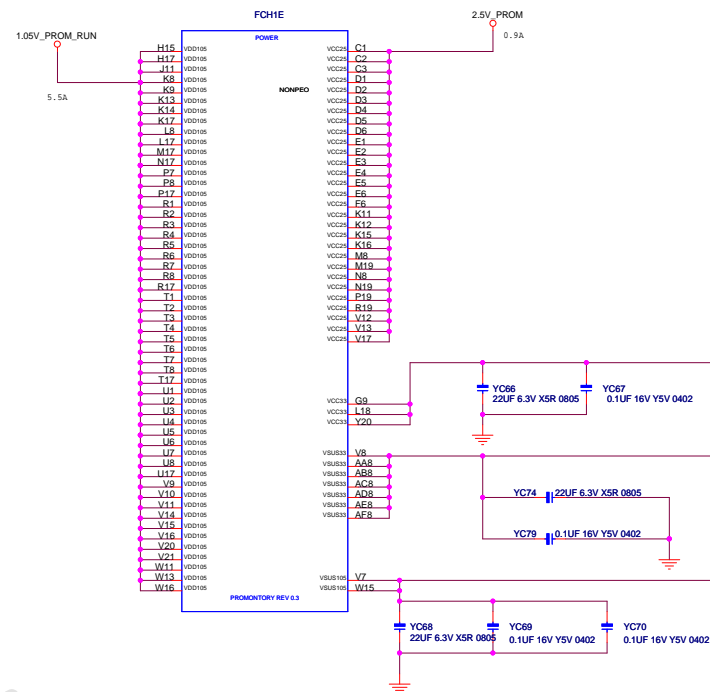 FCH1E
2.5V_PROM
1.05V_PROM_RUN
0.9A
5.5A
POWER
NONPEO
H15 VDD105 VCC25 C1
H17 VDD105 VCC25 C2
J11 VDD105 VCC25 C3
K8 VDD105 VCC25 D1
K9 VDD105 VCC25 D2
K13 VDD105 VCC25 D3
K14 VDD105 VCC25 D4
K17 VDD105 VCC25 D5
L8 VDD105 VCC25 D6
L17 VDD105 VCC25 E1
M17 VDD105 VCC25 E2
N17 VDD105 VCC25 E3
P7 VDD105 VCC25 E4
P8 VDD105 VCC25 E5
P17 VDD105 VCC25 E6
R1 VDD105 VCC25 F6
R2 VDD105 VCC25 K11
R3 VDD105 VCC25 K12
R4 VDD105 VCC25 K15
R5 VDD105 VCC25 K16
R6 VDD105 VCC25 M8
R7 VDD105 VCC25 M19
R8 VDD105 VCC25 N8
R17 VDD105 VCC25 N19
T1 VDD105 VCC25 P19
T2 VDD105 VCC25 R19
T3 VDD105 VCC25 V12
T4 VDD105 VCC25 V13
T5 VDD105 VCC25 V17
T6 VDD105
T7 VDD105
T8 VDD105
T17 VDD105
U1 VDD105
U2 VDD105 VCC33 G9
U3 VDD105 VCC33 L18
U4 VDD105 VCC33 Y20
U5 VDD105
U6 VDD105
U7 VDD105 VSUS33 V8
U8 VDD105 VSUS33 AA8
U17 VDD105 VSUS33 AB8
V9 VDD105 VSUS33 AC8
V10 VDD105 VSUS33 AD8
V11 VDD105 VSUS33 AE8
V14 VDD105 VSUS33 AF8
V15 VDD105
V16 VDD105
V20 VDD105
V21 VDD105
W11 VDD105
W13 VDD105 VSUS105 V7
W16 VDD105 VSUS105 W15
PROMONTORY REV 0.3
YC66
22UF 6.3V X5R 0805
YC67
0.1UF 16V Y5V 0402
YC74 22UF 6.3V X5R 0805
YC79 0.1UF 16V Y5V 0402
YC68
22UF 6.3V X5R 0805
YC69
0.1UF 16V Y5V 0402
YC70
0.1UF 16V Y5V 0402